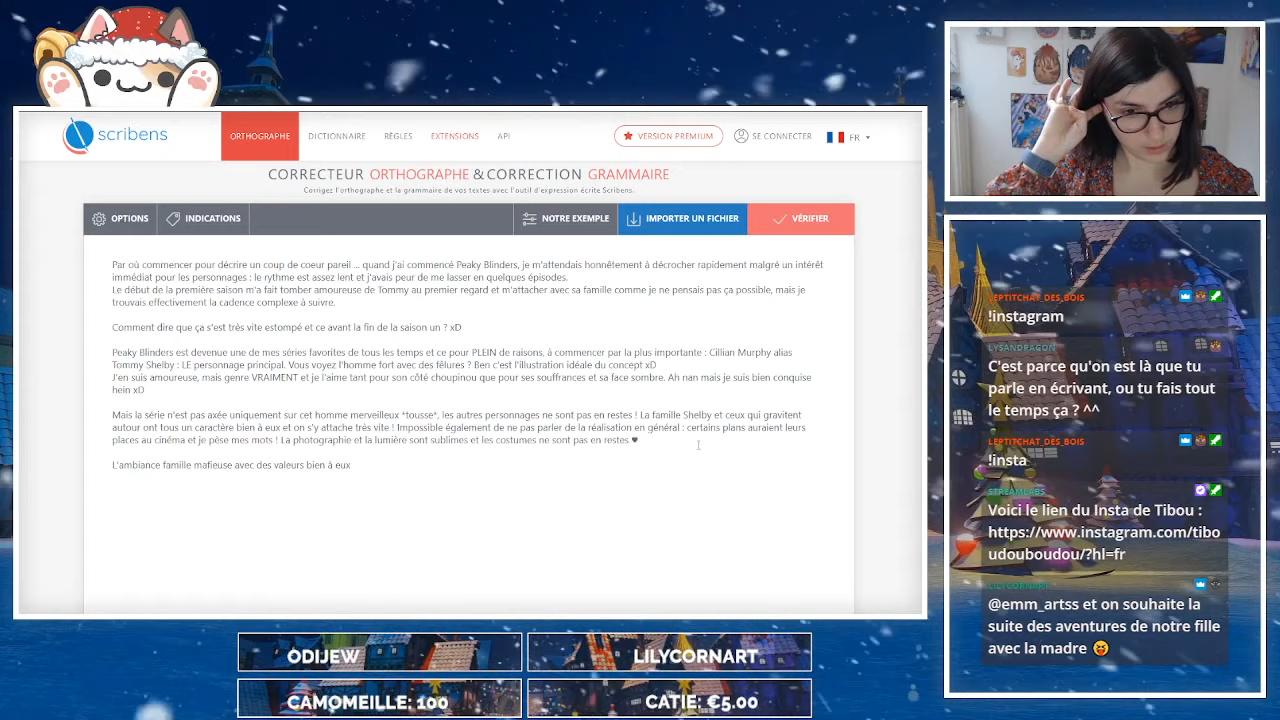 scribens
ORTHOGRAPHE
DICTIONNAIRE
RÈGLES
EXTENSIONS
API
VERSION PREMIUM
SE CONNECTER
FR
CORRECTEUR ORTHOGRAPHE & CORRECTION GRAMMAIRE
Corrigez l'orthographe et la grammaire de vos textes avec l'outil d'expression écrite Scribens.
OPTIONS
INDICATIONS
NOTRE EXEMPLE
IMPORTER UN FICHIER
VÉRIFIER
Par où commencer pour décrire un coup de coeur pareil ... quand j'ai commencé Peaky Blinders, je m'attendais honnêtement à décrocher rapidement malgré un intérêt
immédiat pour les personnages : le rythme est assez lent et j'avais peur de me lasser en quelques épisodes.
Le début de la première saison m'a fait tomber amoureuse de Tommy au premier regard et m'attacher avec sa famille comme je ne pensais pas ça possible, mais je
trouvais effectivement la cadence complexe à suivre.
Comment dire que ça s'est très vite estompé et ce avant la fin de la saison un ? xD
Peaky Blinders est devenue une de mes séries favorites de tous les temps et ce pour PLEIN de raisons, à commencer par la plus importante : Cillian Murphy alias
Tommy Shelby : LE personnage principal. Vous voyez l'homme fort avec des fêlures ? Ben c'est l'illustration idéale du concept xD
J'en suis amoureuse, mais genre VRAIMENT et je l'aime tant pour son côté choupinou que pour ses souffrances et sa face sombre. Ah nan mais je suis bien conquise
hein xD
Mais la série n'est pas axée uniquement sur cet homme merveilleux *tousse*, les autres personnages ne sont pas en restes ! La famille Shelby et ceux qui gravitent
autour ont tous un caractère bien à eux et on s'y attache très vite ! Impossible également de ne pas parler de la réalisation en général : certains plans auraient leurs
places au cinéma et je pèse mes mots ! La photographie et la lumière sont sublimes et les costumes ne sont pas en restes ♥
L'ambiance famille mafieuse avec des valeurs bien à eux
LEPTITCHAT_DES_BOIS
!instagram
LYSANDRAGON
C'est parce qu'on est là que tu
parle en écrivant, ou tu fais tout
le temps ça ? ^^
LEPTITCHAT_DES_BOIS
!insta
STREAMLABS
Voici le lien du Insta de Tibou :
https://www.instagram.com/tibo
udouboudou/?hl=fr
LILYCORNART
@emm_artss et on souhaite la
suite des aventures de notre fille
avec la madre 😝
ODIJEW
LILYCORNART
CAMOMEILLE: 100
CATIE: €5.00